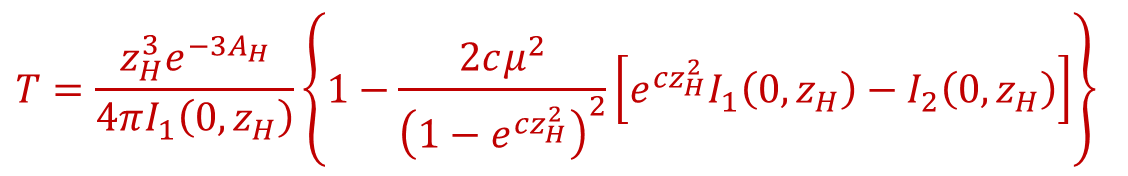 T = \frac{z_H^3 e^{-3A_H}}{4\pi I_1(0, z_H)} \left\{ 1 - \frac{2c\mu^2}{\left(1 - e^{cz_H^2}\right)^2} \left[ e^{cz_H^2} I_1(0, z_H) - I_2(0, z_H) \right] \right\}